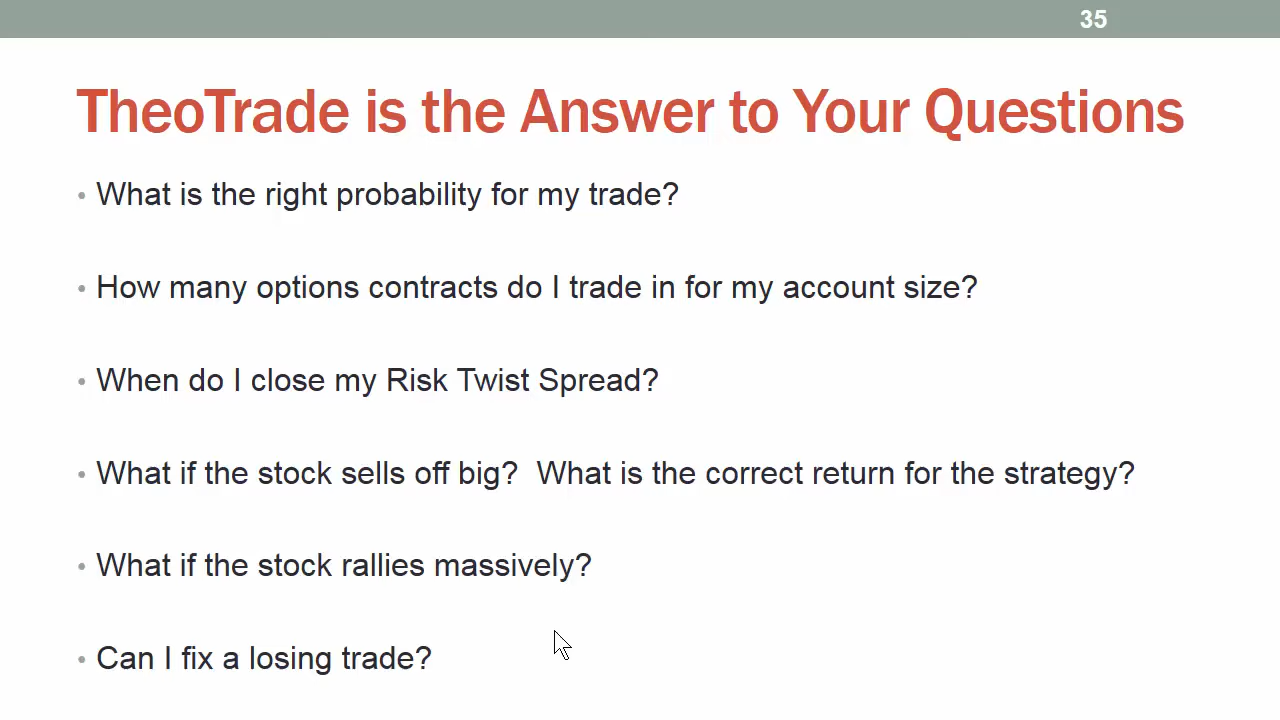 35
TheoTrade is the Answer to Your Questions
• What is the right probability for my trade?
• How many options contracts do I trade in for my account size?
• When do I close my Risk Twist Spread?
• What if the stock sells off big?  What is the correct return for the strategy?
• What if the stock rallies massively?
• Can I fix a losing trade?